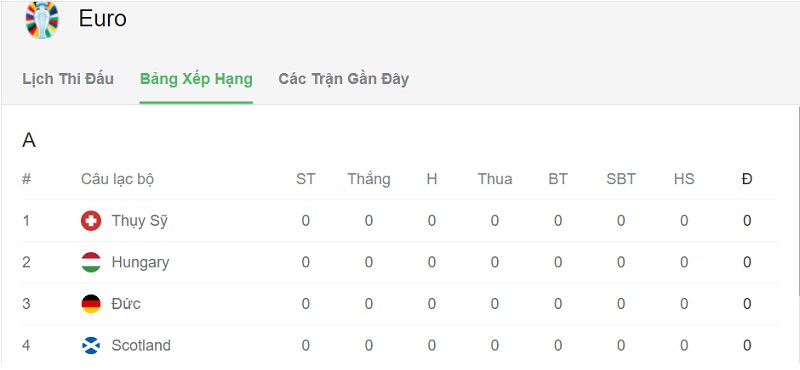 Euro
Lịch Thi Đấu Bảng Xếp Hạng Các Trận Gần Đây
A
# Câu lạc bộ ST Thắng H Thua BT SBT HS Đ
1 Thụy Sỹ 0 0 0 0 0 0 0 0
2 Hungary 0 0 0 0 0 0 0 0
3 Đức 0 0 0 0 0 0 0 0
4 Scotland 0 0 0 0 0 0 0 0